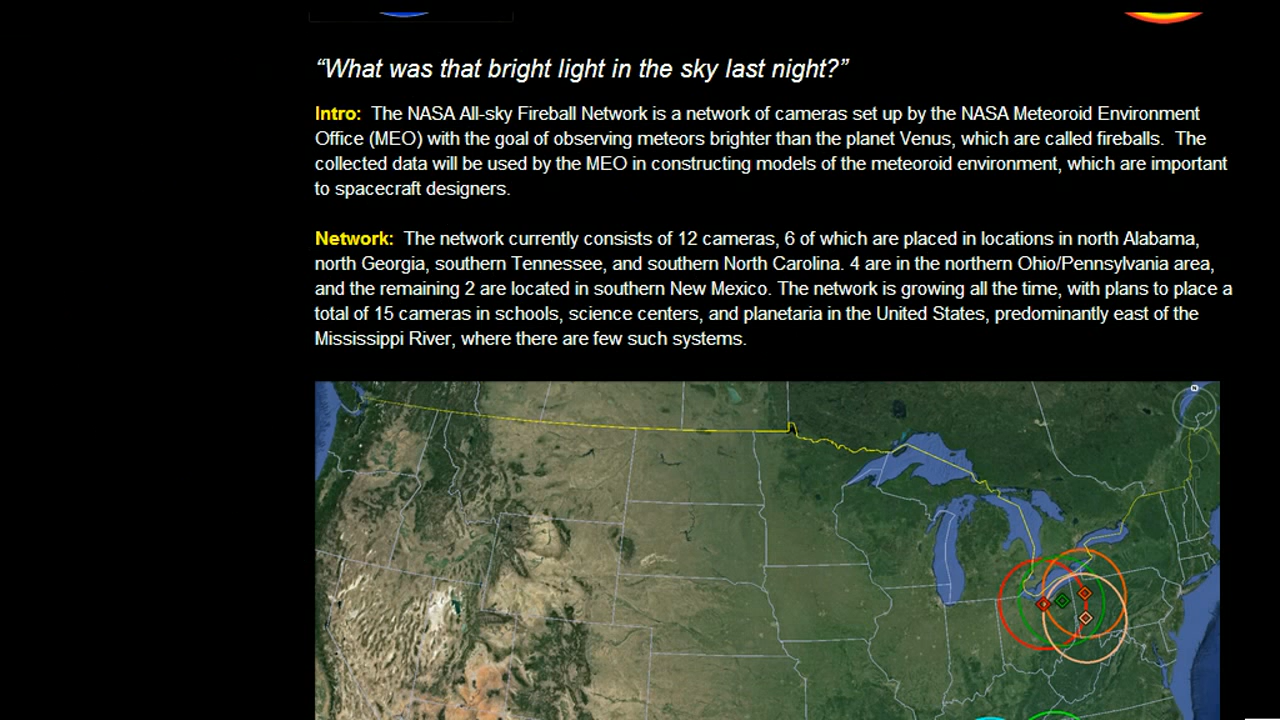 “What was that bright light in the sky last night?”
Intro: The NASA All-sky Fireball Network is a network of cameras set up by the NASA Meteoroid Environment
Office (MEO) with the goal of observing meteors brighter than the planet Venus, which are called fireballs. The
collected data will be used by the MEO in constructing models of the meteoroid environment, which are important
to spacecraft designers.
Network: The network currently consists of 12 cameras, 6 of which are placed in locations in north Alabama,
north Georgia, southern Tennessee, and southern North Carolina. 4 are in the northern Ohio/Pennsylvania area,
and the remaining 2 are located in southern New Mexico. The network is growing all the time, with plans to place a
total of 15 cameras in schools, science centers, and planetaria in the United States, predominantly east of the
Mississippi River, where there are few such systems.
N